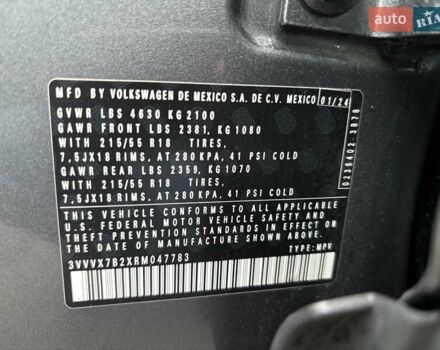 auto RIA
MFD BY VOLKSWAGEN DE MEXICO S.A. DE C.V. MEXICO 01/24
GVWR LBS 4630 KG 2100
GAWR FRONT LBS 2381, KG 1080
WITH 215/55 R18 TIRES,
7,5JX18 RIMS, AT 280 KPA, 41 PSI COLD
GAWR REAR LBS 2359, KG 1070
WITH 215/55 R18 TIRES,
7,5JX18 RIMS, AT 280 KPA, 41 PSI COLD
THIS VEHICLE CONFORMS TO ALL APPLICABLE
U.S. FEDERAL MOTOR VEHICLE SAFETY AND
THEFT PREVENTION STANDARDS IN EFFECT ON
THE DATE OF MANUFACTURE SHOWN ABOVE.
3VVVX7B2XRM047783 TYPE: MPV
0236402 3878